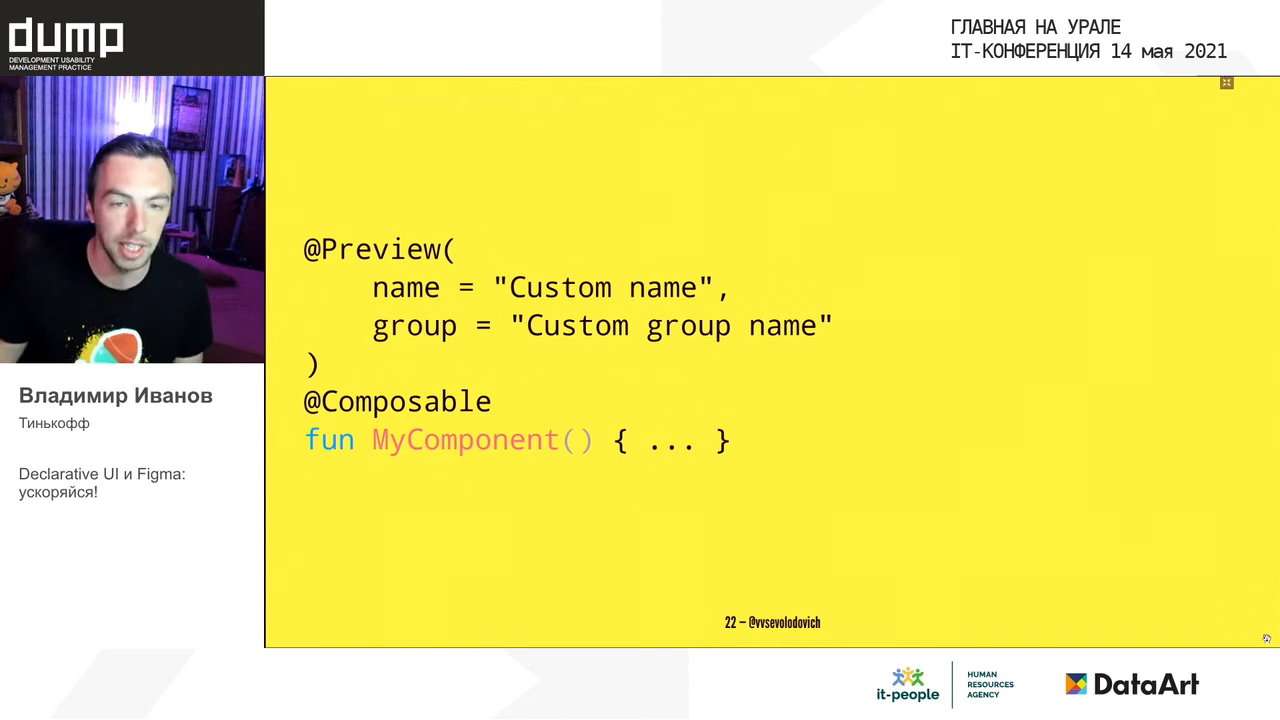 dump
DEVELOPMENT USABILITY
MANAGEMENT PRACTICE
ГЛАВНАЯ НА УРАЛЕ
IT-КОНФЕРЕНЦИЯ 14 мая 2021
@Preview(
    name = "Custom name",
    group = "Custom group name"
)
@Composable
fun MyComponent() { ... }
22 – @vvsevolodovich
Владимир Иванов
Тинькофф
Declarative UI и Figma:
ускоряйся!
it-people
HUMAN
RESOURCES
AGENCY
DataArt